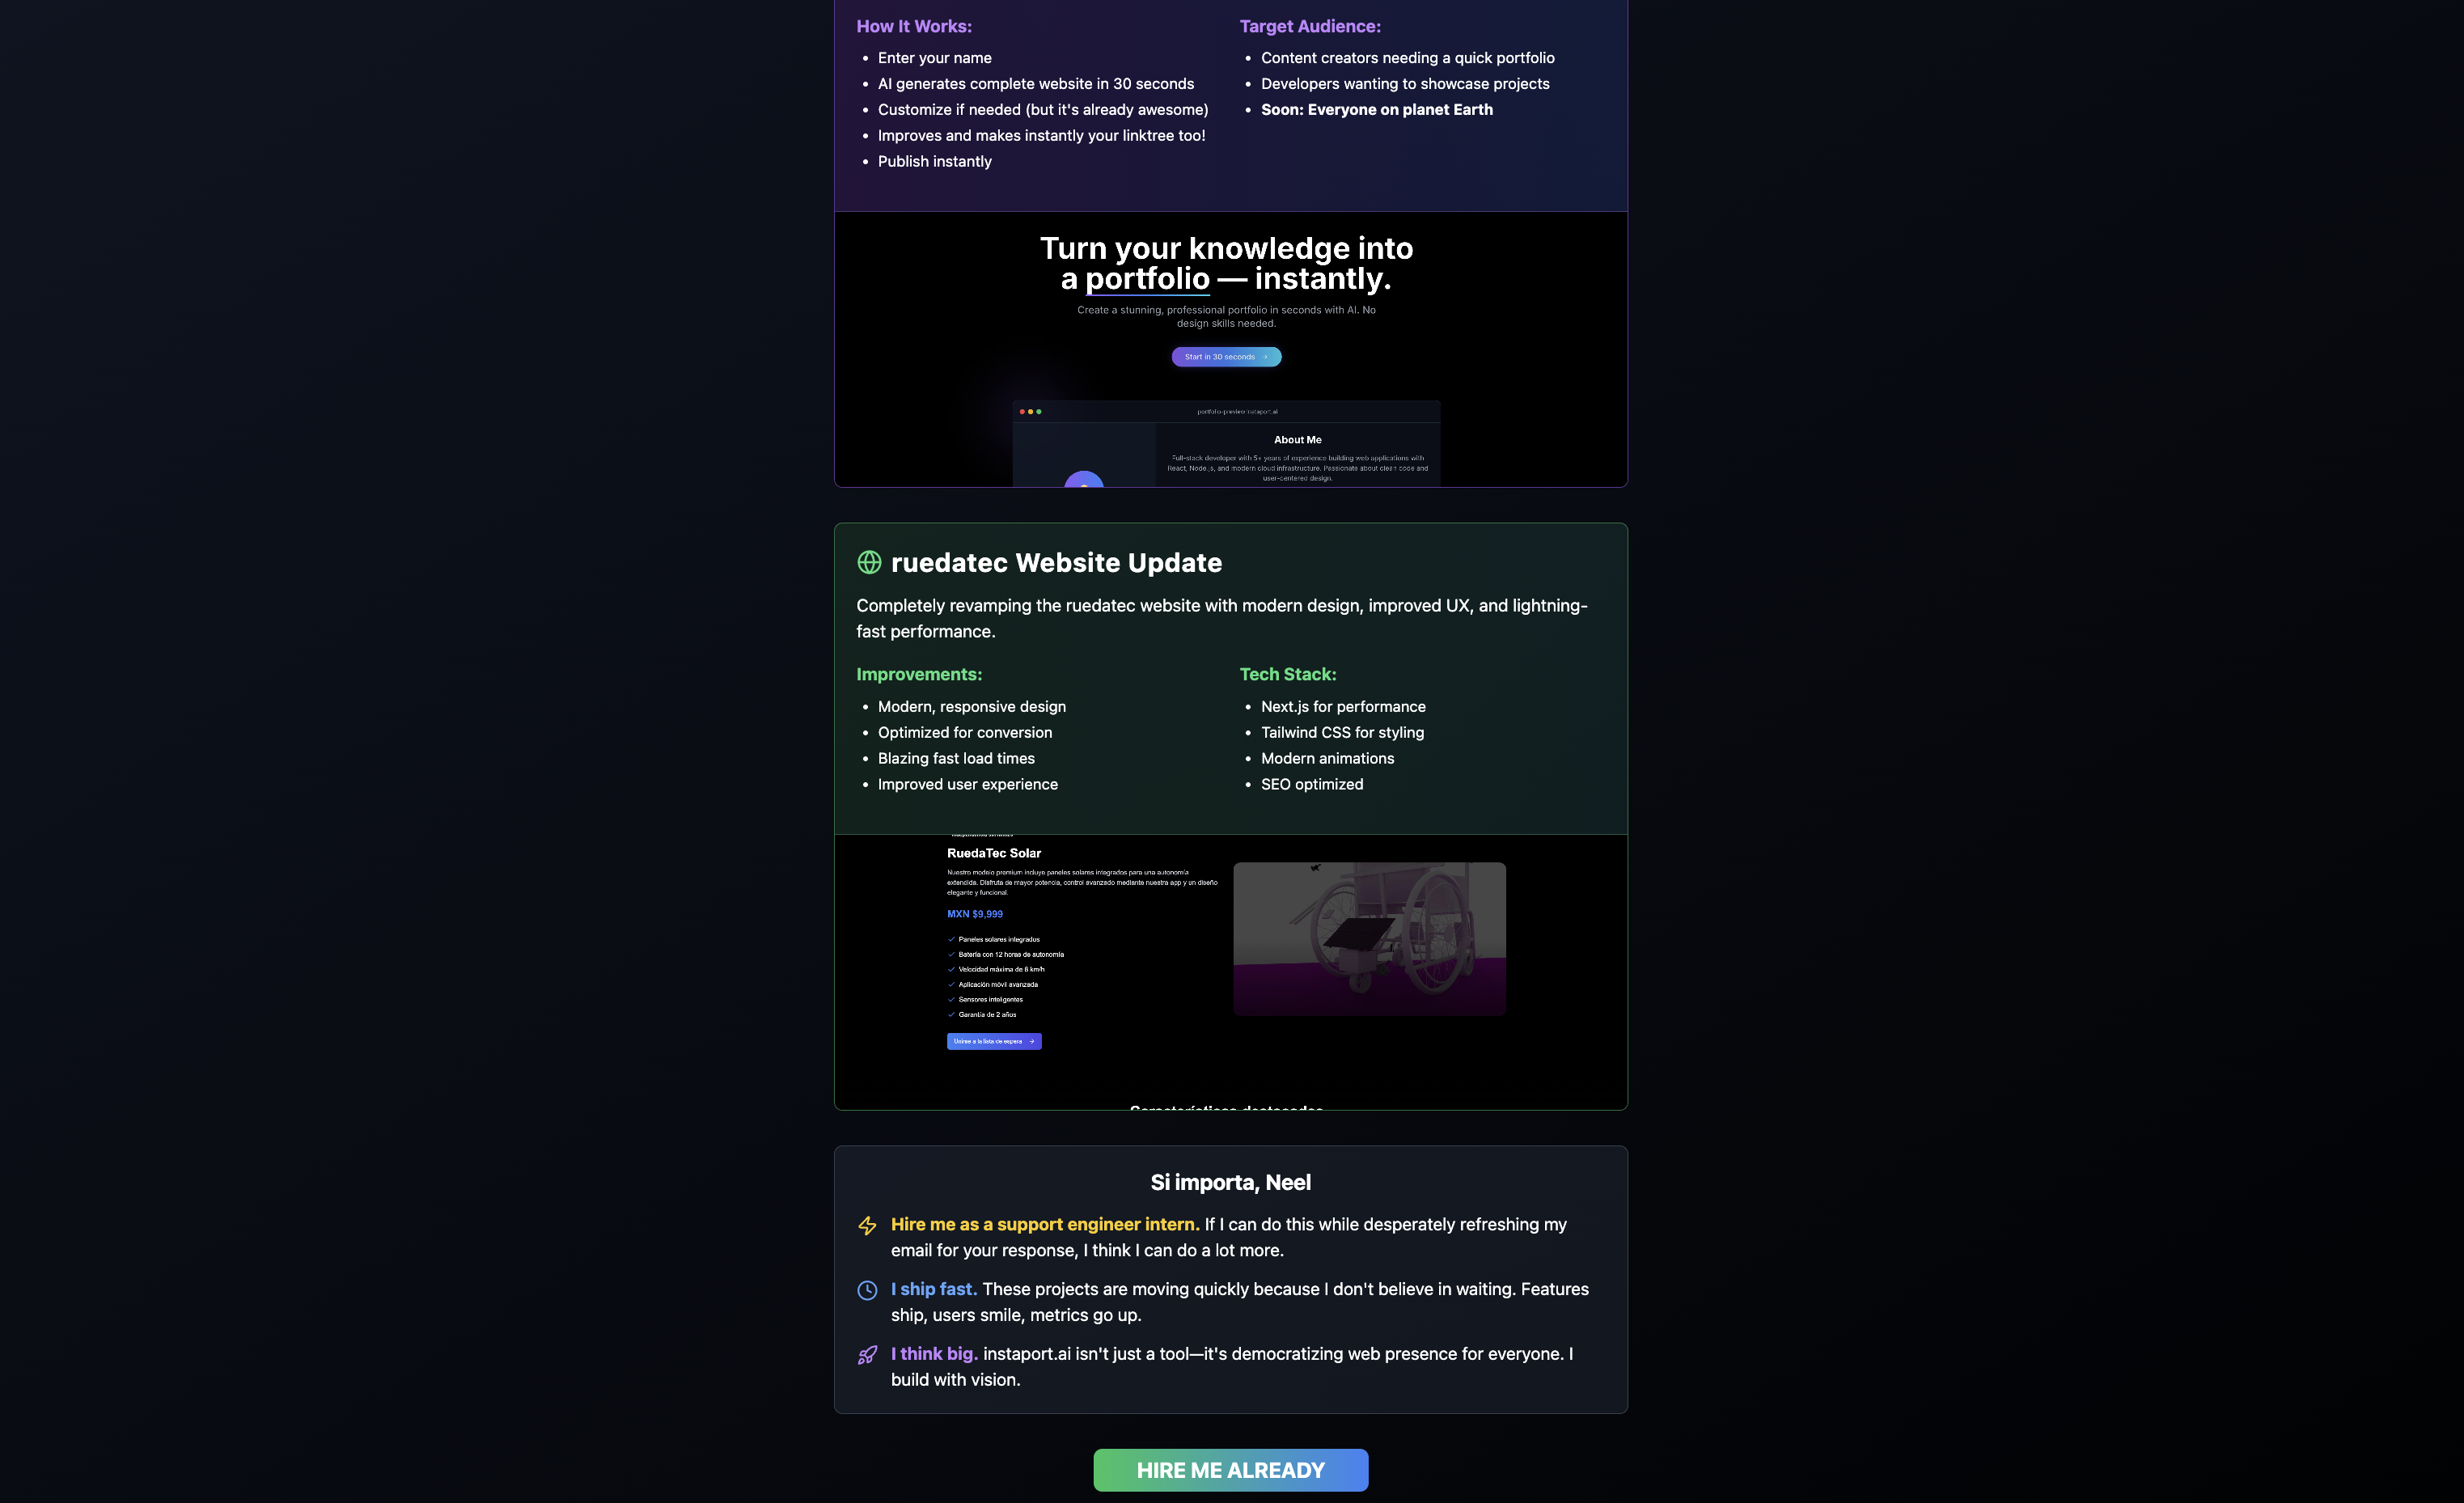 How It Works:
Enter your name
AI generates complete website in 30 seconds
Customize if needed (but it's already awesome)
Improves and makes instantly your linktree too!
Publish instantly
Target Audience:
Content creators needing a quick portfolio
Developers wanting to showcase projects
Soon: Everyone on planet Earth
Turn your knowledge into
a portfolio — instantly.
Create a stunning, professional portfolio in seconds with AI. No
design skills needed.
Start in 30 seconds →
About Me
Full-stack developer with 5+ years of experience building web applications with
React, Node.js, and modern cloud infrastructure. Passionate about clean code and
user-centered design.
ruedatec Website Update
Completely revamping the ruedatec website with modern design, improved UX, and lightning-
fast performance.
Improvements:
Modern, responsive design
Optimized for conversion
Blazing fast load times
Improved user experience
Tech Stack:
Next.js for performance
Tailwind CSS for styling
Modern animations
SEO optimized
RuedaTec Solar
Nuestro modelo premium incluye paneles solares integrados para una autonomía
extendida. Disfruta de mayor potencia, control avanzado mediante nuestra app y un diseño
elegante y funcional.
MXN $9,999
Paneles solares integrados
Batería con 12 horas de autonomía
Velocidad máxima de 6 km/h
Aplicación móvil avanzada
Sensores inteligentes
Garantía de 2 años
Unirse a la lista de espera →
Si importa, Neel
Hire me as a support engineer intern. If I can do this while desperately refreshing my
email for your response, I think I can do a lot more.
I ship fast. These projects are moving quickly because I don't believe in waiting. Features
ship, users smile, metrics go up.
I think big. instaport.ai isn't just a tool—it's democratizing web presence for everyone. I
build with vision.
HIRE ME ALREADY